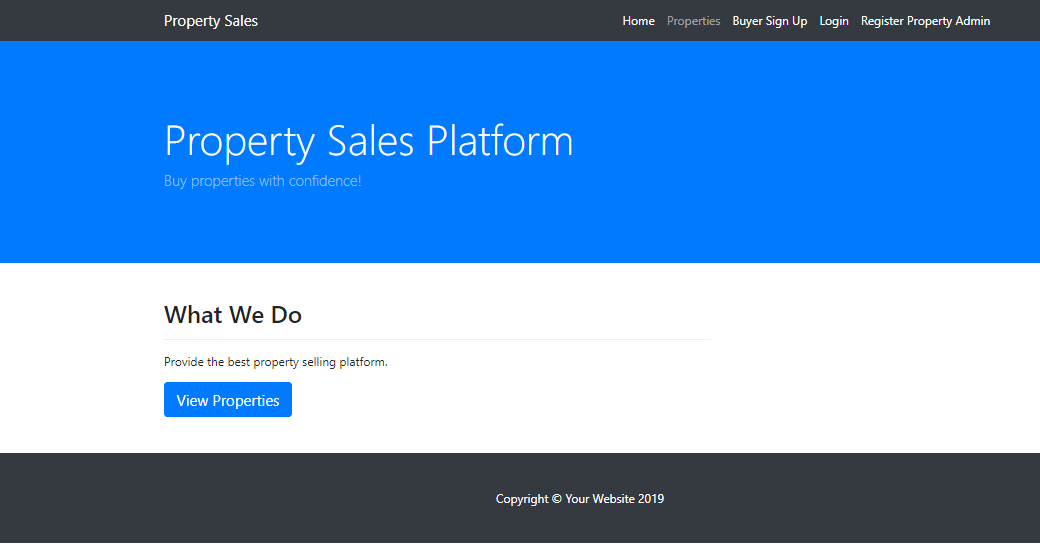 Property Sales
Home Properties Buyer Sign Up Login Register Property Admin
Property Sales Platform
Buy properties with confidence!
What We Do
Provide the best property selling platform.
View Properties
Copyright © Your Website 2019